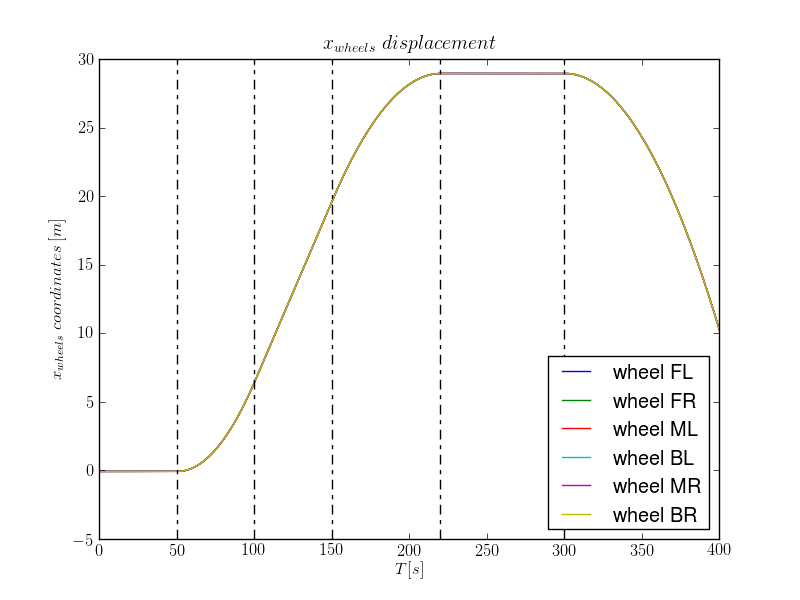 x_wheels displacement
30
25
20
15
10
5
0
−5
x_wheels coordinates [m]
0 50 100 150 200 250 300 350 400
T[s]
wheel FL
wheel FR
wheel ML
wheel BL
wheel MR
wheel BR